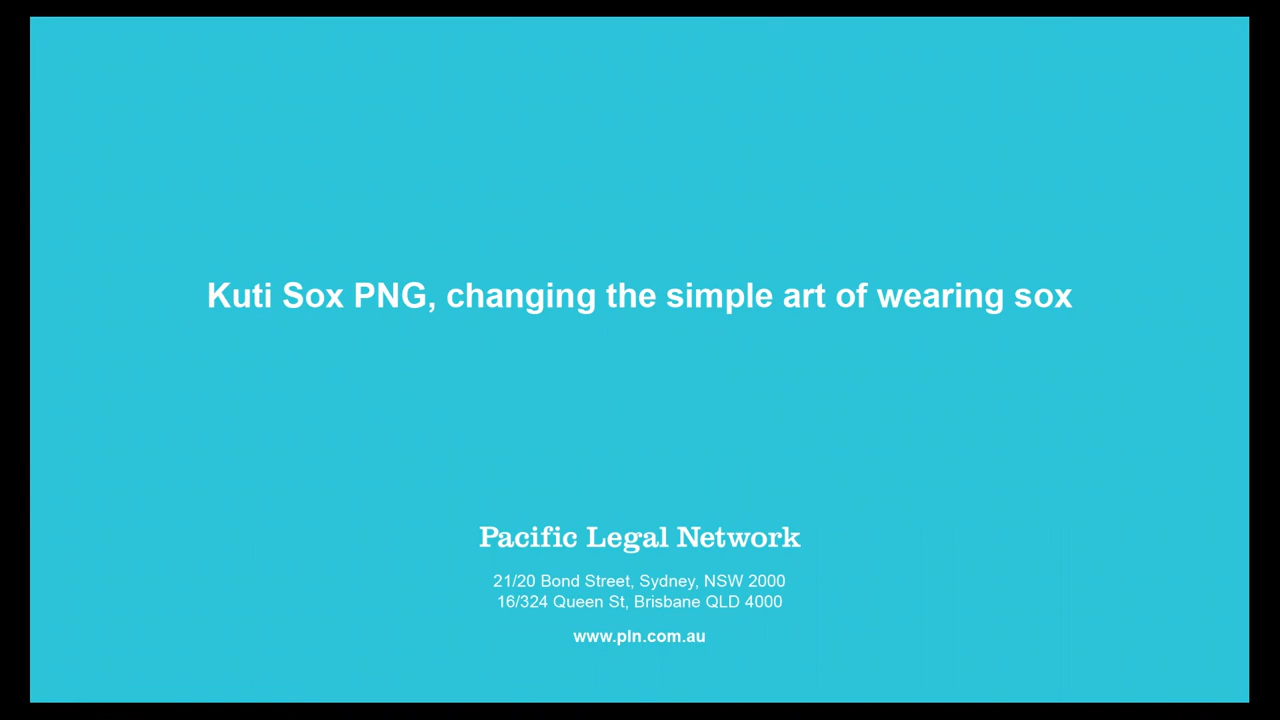 Kuti Sox PNG, changing the simple art of wearing sox
Pacific Legal Network
21/20 Bond Street, Sydney, NSW 2000
16/324 Queen St, Brisbane QLD 4000
www.pln.com.au